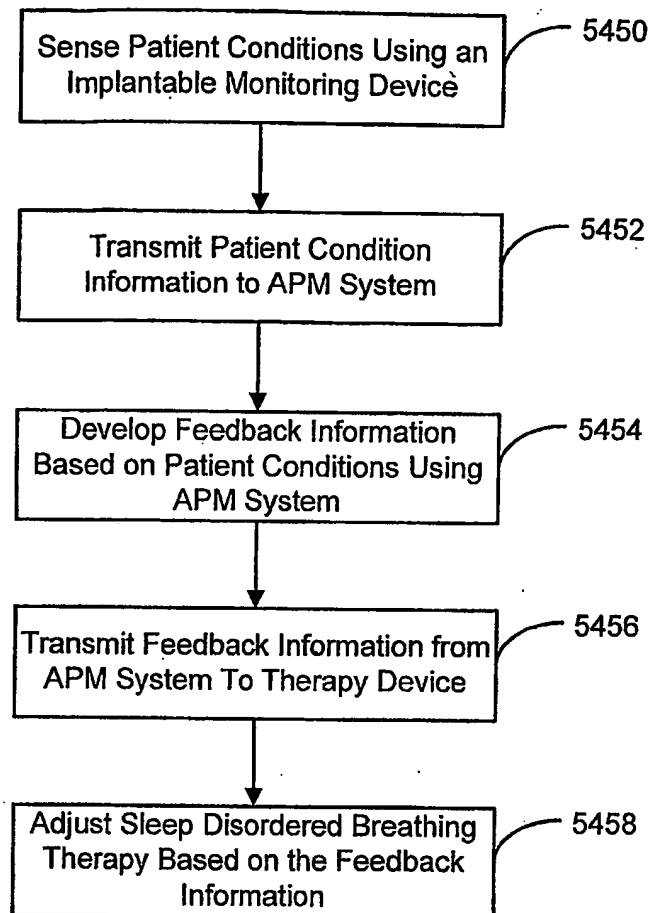 Sense Patient Conditions Using an
Implantable Monitoring Device
5450
Transmit Patient Condition
Information to APM System
5452
Develop Feedback Information
Based on Patient Conditions Using
APM System
5454
Transmit Feedback Information from
APM System To Therapy Device
5456
Adjust Sleep Disordered Breathing
Therapy Based on the Feedback
Information
5458